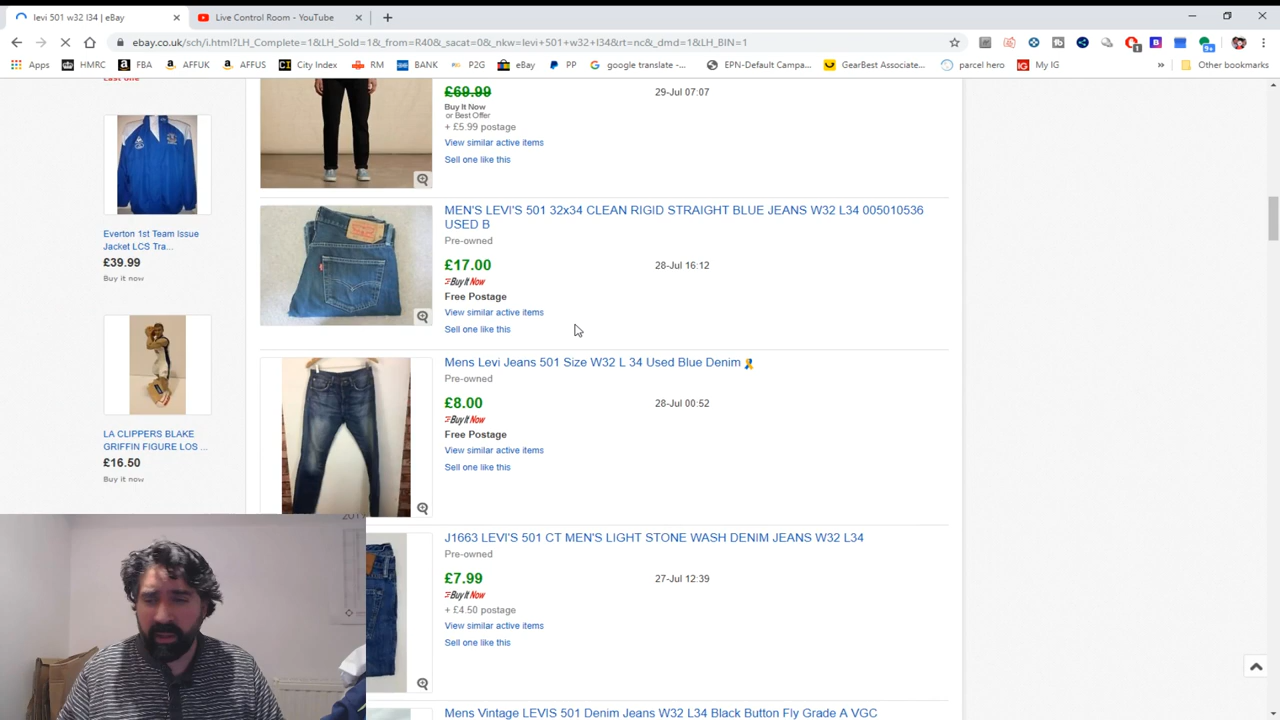 levi 501 w32 l34 | eBay
Live Control Room - YouTube
ebay.co.uk/sch/i.html?LH_Complete=1&LH_Sold=1&_from=R40&_sacat=0&_nkw=levi+501+w32+l34&rt=nc&_dmd=1&LH_BIN=1
Apps
HMRC
FBA
AFFUK
AFFUS
City Index
RM
BANK
P2G
eBay
PP
google translate -...
EPN-Default Campa...
GearBest Associate...
parcel hero
My IG
Other bookmarks
Last one
Everton 1st Team Issue
Jacket LCS Tra...
£39.99
Buy it now
LA CLIPPERS BLAKE
GRIFFIN FIGURE LOS ...
£16.50
Buy it now
£69.99
29-Jul 07:07
Buy It Now
or Best Offer
+ £5.99 postage
View similar active items
Sell one like this
MEN'S LEVI'S 501 32x34 CLEAN RIGID STRAIGHT BLUE JEANS W32 L34 005010536
USED B
Pre-owned
£17.00
28-Jul 16:12
Buy It Now
Free Postage
View similar active items
Sell one like this
Mens Levi Jeans 501 Size W32 L 34 Used Blue Denim
Pre-owned
£8.00
28-Jul 00:52
Buy It Now
Free Postage
View similar active items
Sell one like this
J1663 LEVI'S 501 CT MEN'S LIGHT STONE WASH DENIM JEANS W32 L34
Pre-owned
£7.99
27-Jul 12:39
Buy It Now
+ £4.50 postage
View similar active items
Sell one like this
Mens Vintage LEVIS 501 Denim Jeans W32 L34 Black Button Fly Grade A VGC